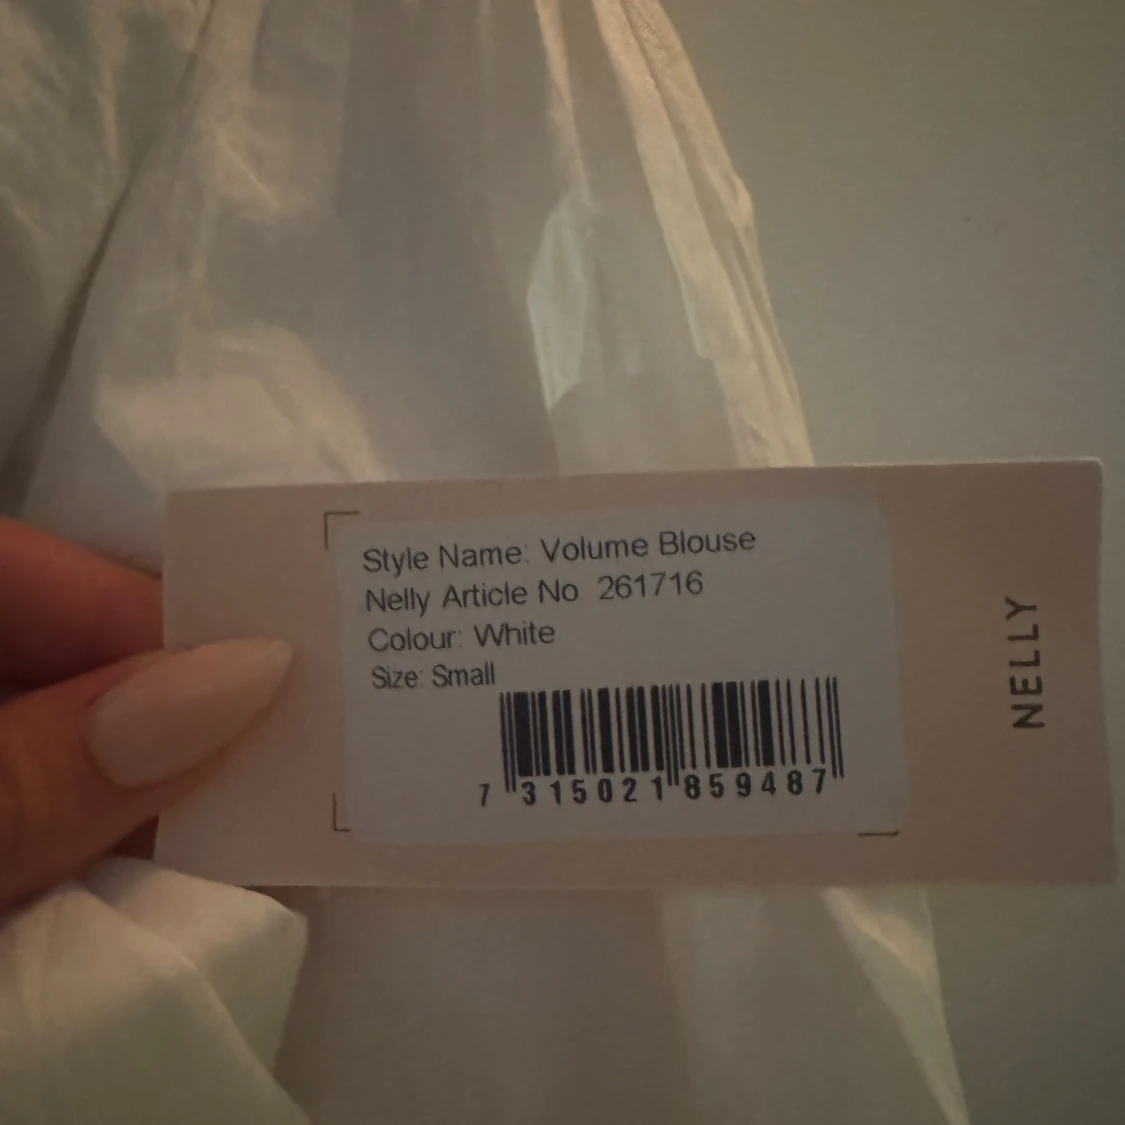 Style Name: Volume Blouse
Nelly Article No 261716
Colour: White
Size: Small
7 315021 859487
NELLY